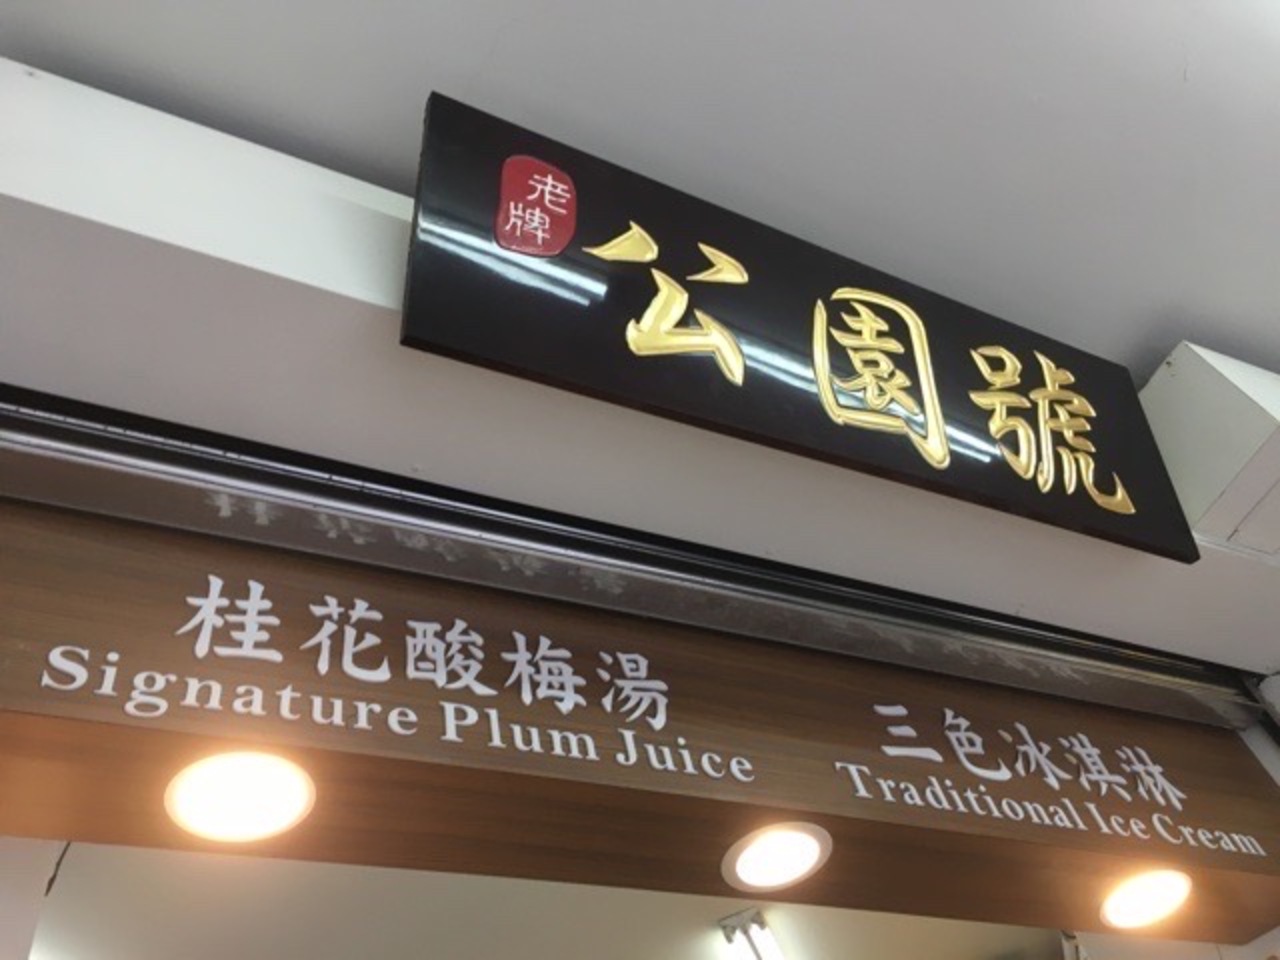 老牌
公園號
桂花酸梅湯
Signature Plum Juice
三色冰淇淋
Traditional Ice Cream